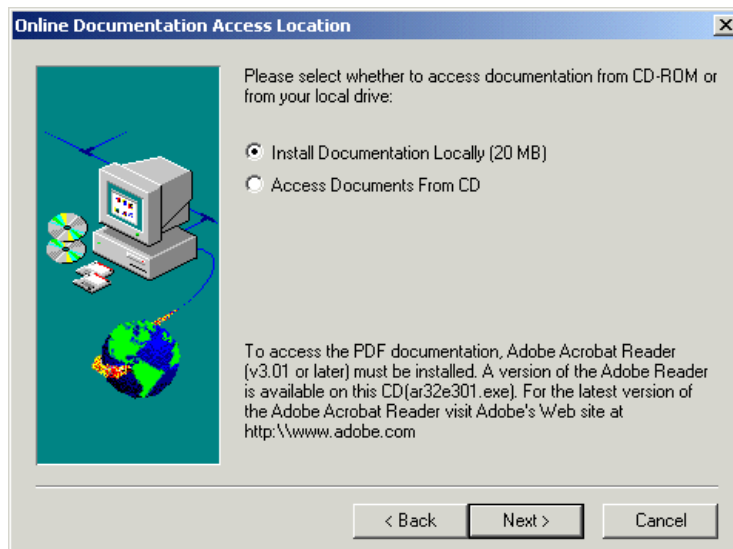 Online Documentation Access Location
Please select whether to access documentation from CD-ROM or
from your local drive:
Install Documentation Locally (20 MB)
Access Documents From CD
To access the PDF documentation, Adobe Acrobat Reader
(v3.01 or later) must be installed. A version of the Adobe Reader
is available on this CD(ar32e301.exe). For the latest version of
the Adobe Acrobat Reader visit Adobe's Web site at
http:\\www.adobe.com
< Back
Next >
Cancel